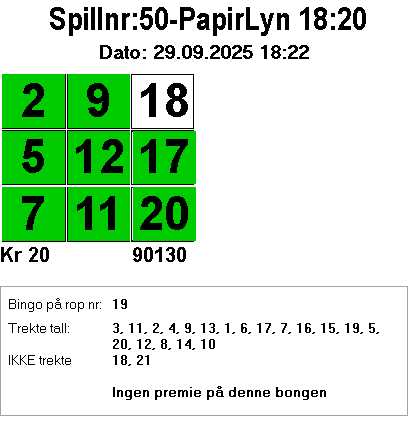 Spillnr:50-PapirLyn 18:20
Dato: 29.09.2025 18:22
2 9 18
5 12 17
7 11 20
Kr 20 90130
Bingo på rop nr: 19
Trekte tall: 3, 11, 2, 4, 9, 13, 1, 6, 17, 7, 16, 15, 19, 5,
20, 12, 8, 14, 10
IKKE trekte 18, 21
Ingen premie på denne bongen